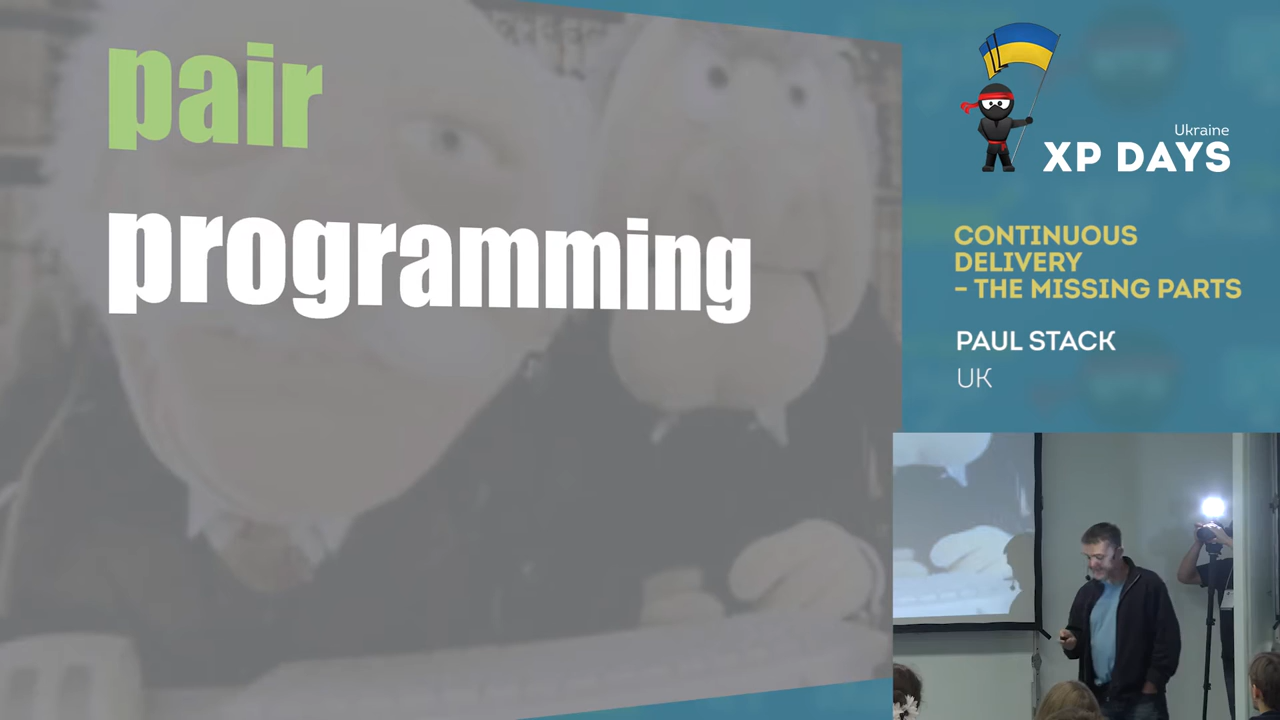 pair
programming
Ukraine
XP DAYS
CONTINUOUS
DELIVERY
– THE MISSING PARTS
PAUL STACK
UK